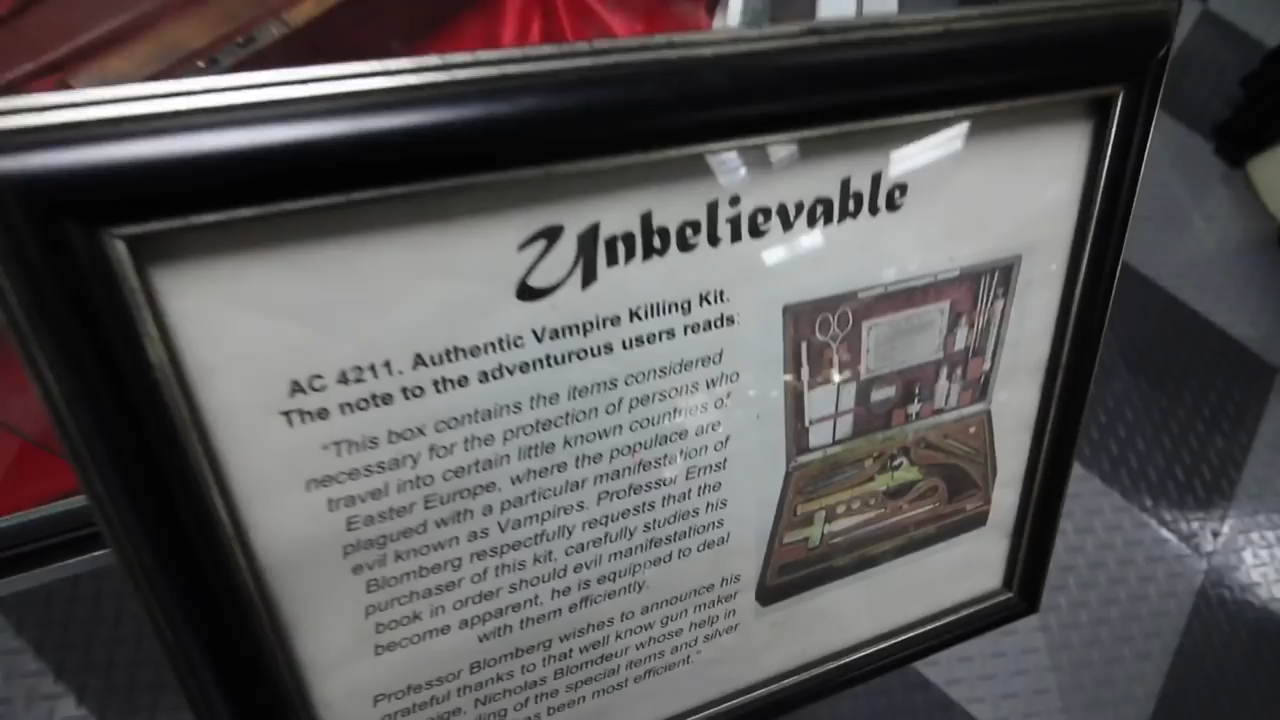 Unbelievable
AC 4211. Authentic Vampire Killing Kit.
The note to the adventurous users reads:
"This box contains the items considered
necessary for the protection of persons who
travel into certain little known countries of
Easter Europe, where the populace are
plagued with a particular manifestation of
evil known as Vampires. Professor Ernst
Blomberg respectfully requests that the
purchaser of this kit, carefully studies his
book in order should evil manifestations
become apparent, he is equipped to deal
with them efficiently.
Professor Blomberg wishes to announce his
grateful thanks to that well know gun maker
Nicholas Blomdeur whose help in
of the special items and silver
been most efficient."